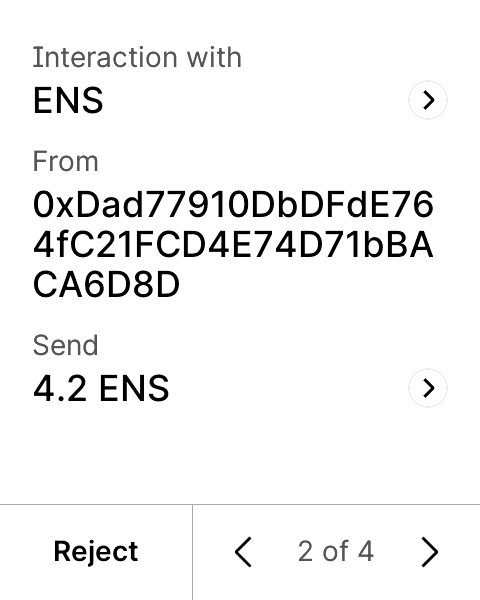 Interaction with
ENS
From
0xDad77910DbDFdE76
4fC21FCD4E74D71bBA
CA6D8D
Send
4.2 ENS
Reject
2 of 4